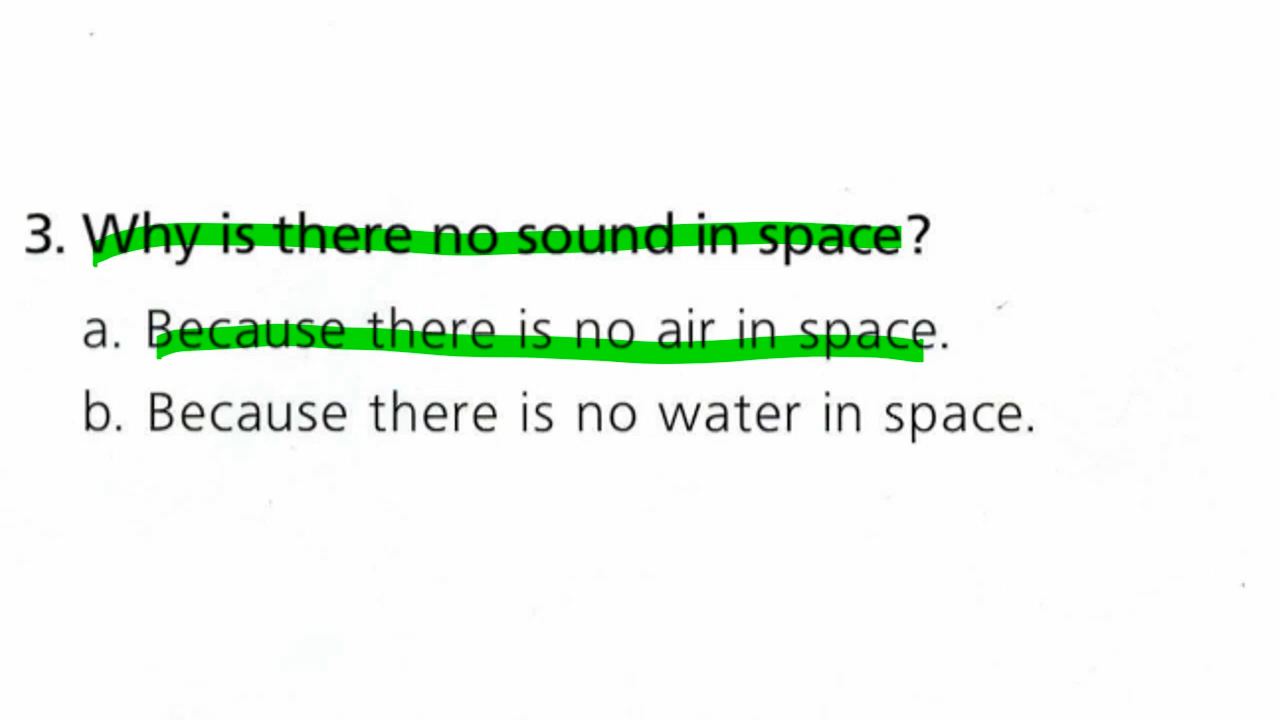 3. Why is there no sound in space?
a. Because there is no air in space.
b. Because there is no water in space.